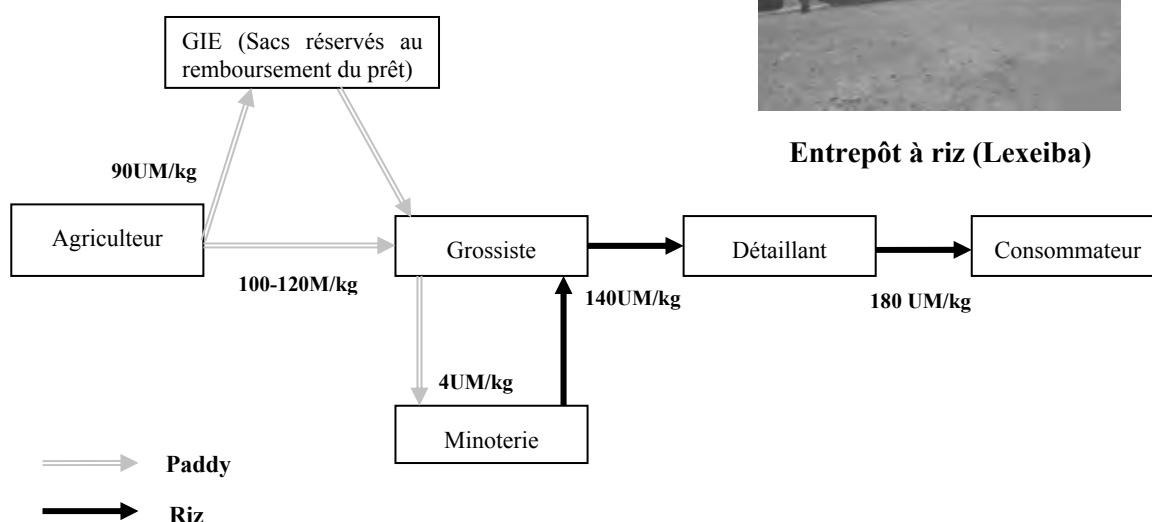 GIE (Sacs réservés au
remboursement du prêt)
Entrepôt à riz (Lexeiba)
90UM/kg
Agriculteur
Grossiste
Détaillant
Consommateur
100-120M/kg
140UM/kg
180 UM/kg
4UM/kg
Minoterie
Paddy
Riz